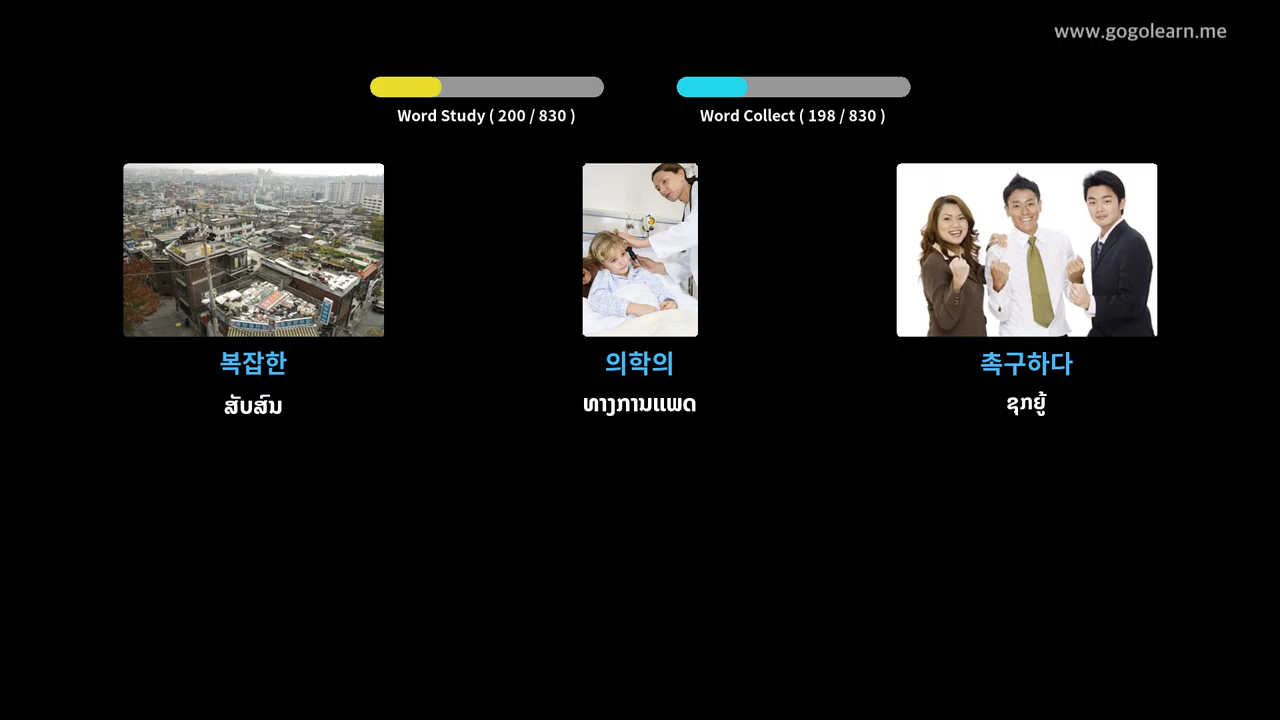 www.gogolearn.me
Word Study ( 200 / 830 )
Word Collect ( 198 / 830 )
복잡한
의학의
촉구하다
ສັບສົນ
ທາງການແພດ
ຊຸກຍູ້